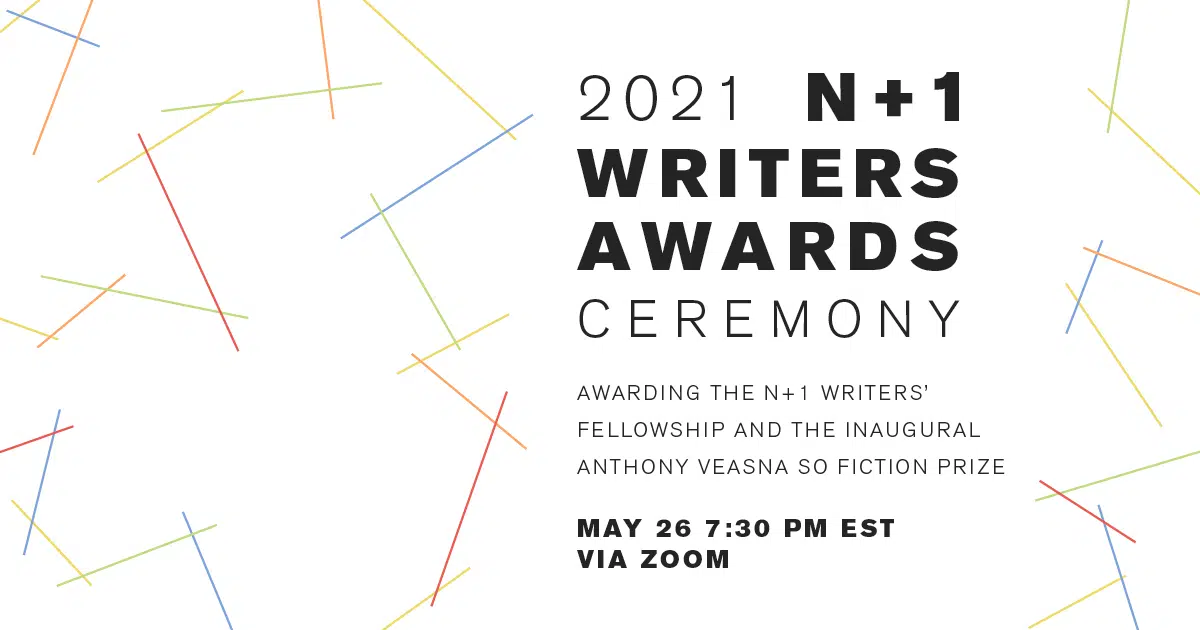 2021 N+1
WRITERS
AWARDS
CEREMONY
AWARDING THE N+1 WRITERS’
FELLOWSHIP AND THE INAUGURAL
ANTHONY VEASNA SO FICTION PRIZE
MAY 26 7:30 PM EST
VIA ZOOM